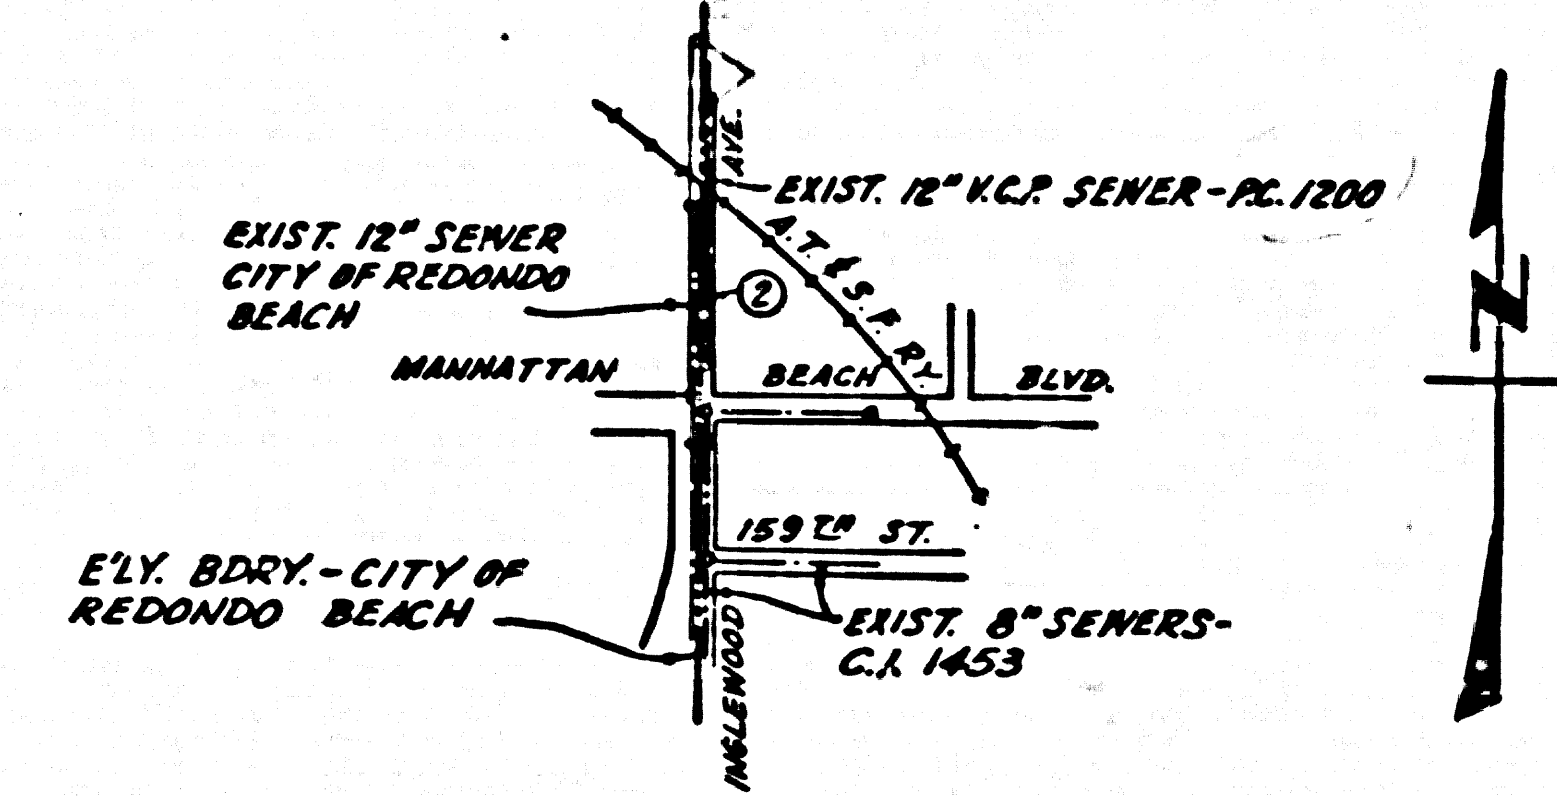 AVE.
EXIST. 12" V.C.P. SEWER-P.C. 1200
EXIST. 12" SEWER
CITY OF REDONDO
BEACH
A.T. & S.F. RY.
2
MANHATTAN BEACH BLVD.
N
159TH ST.
E'LY. BDRY.-CITY OF
REDONDO BEACH
EXIST. 8" SEWERS-
C.I. 1453
INGLEWOOD